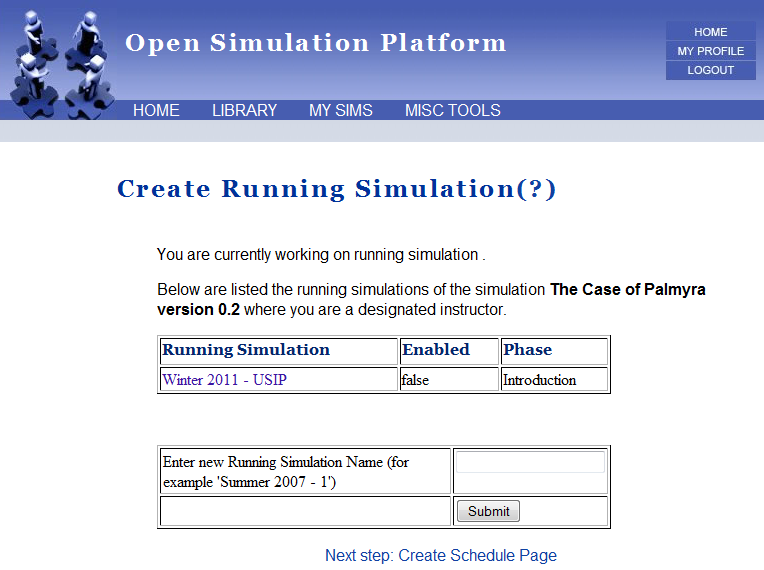 Open Simulation Platform
HOME
MY PROFILE
LOGOUT
HOME LIBRARY MY SIMS MISC TOOLS
Create Running Simulation(?)
You are currently working on running simulation .
Below are listed the running simulations of the simulation The Case of Palmyra
version 0.2 where you are a designated instructor.
Running Simulation Enabled Phase
Winter 2011 - USIP false Introduction
Enter new Running Simulation Name (for
example 'Summer 2007 - 1')
Submit
Next step: Create Schedule Page